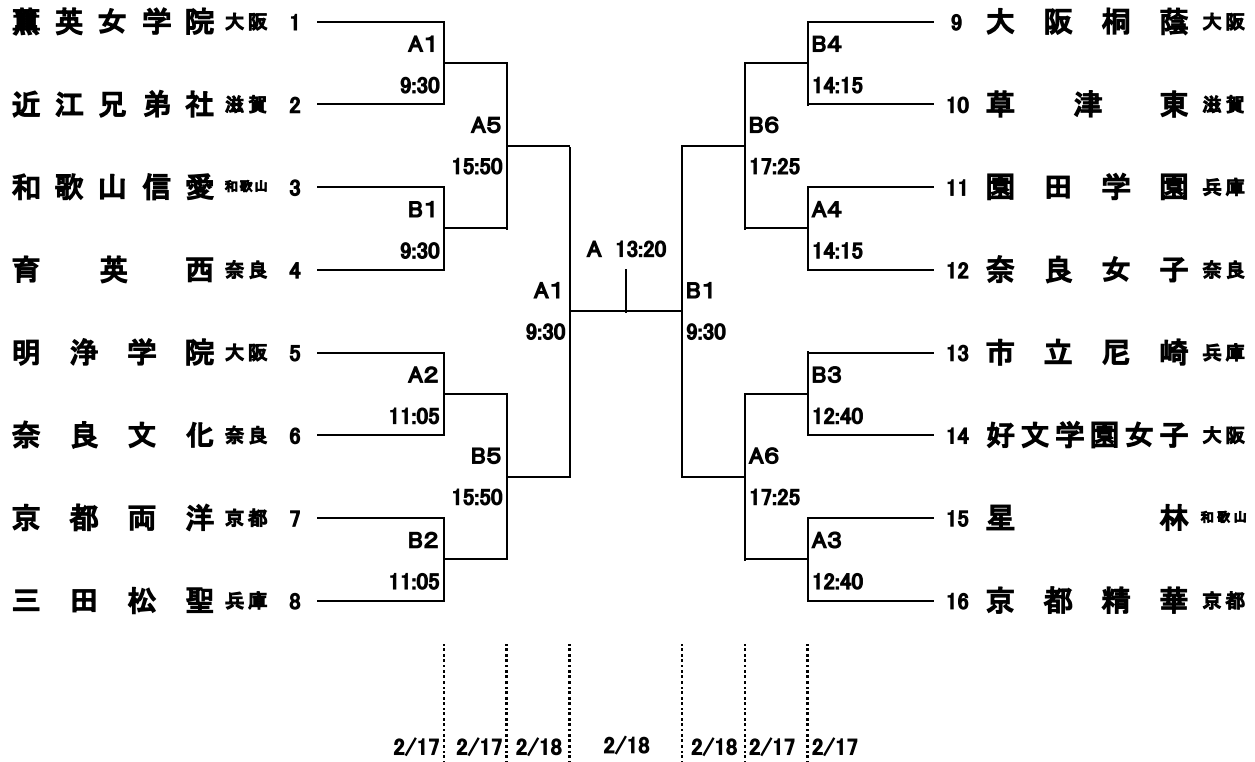 薫英女学院 大阪 1
A1
9:30
近江兄弟社 滋賀 2
A5
15:50
和歌山信愛 和歌山 3
B1
9:30
育英西 奈良 4
A1
9:30
明浄学院 大阪 5
A2
11:05
奈良文化 奈良 6
B5
15:50
京都両洋 京都 7
B2
11:05
三田松聖 兵庫 8
A 13:20
9 大阪桐蔭 大阪
B4
14:15
10 草津東 滋賀
B6
17:25
11 園田学園 兵庫
A4
14:15
12 奈良女子 奈良
B1
9:30
13 市立尼崎 兵庫
B3
12:40
14 好文学園女子 大阪
A6
17:25
15 星林 和歌山
A3
12:40
16 京都精華 京都
2/17 2/17 2/18 2/18 2/18 2/17 2/17